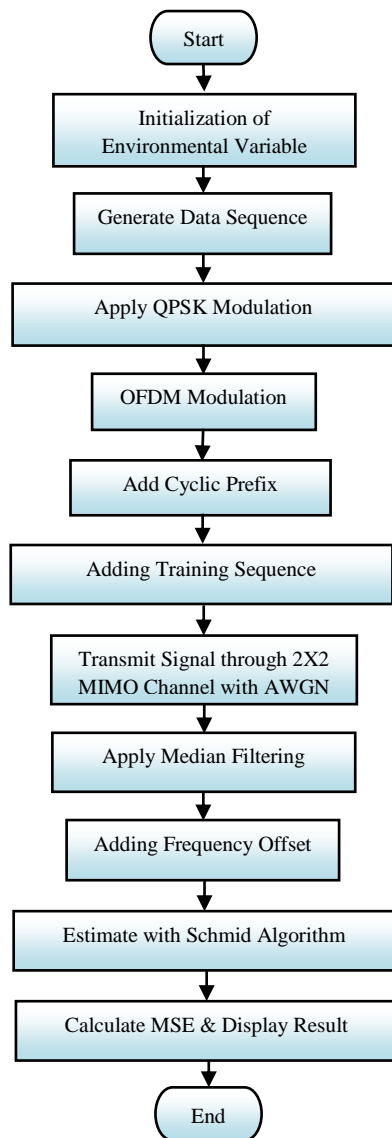 Start
Initialization of
Environmental Variable
Generate Data Sequence
Apply QPSK Modulation
OFDM Modulation
Add Cyclic Prefix
Adding Training Sequence
Transmit Signal through 2X2
MIMO Channel with AWGN
Apply Median Filtering
Adding Frequency Offset
Estimate with Schmid Algorithm
Calculate MSE & Display Result
End